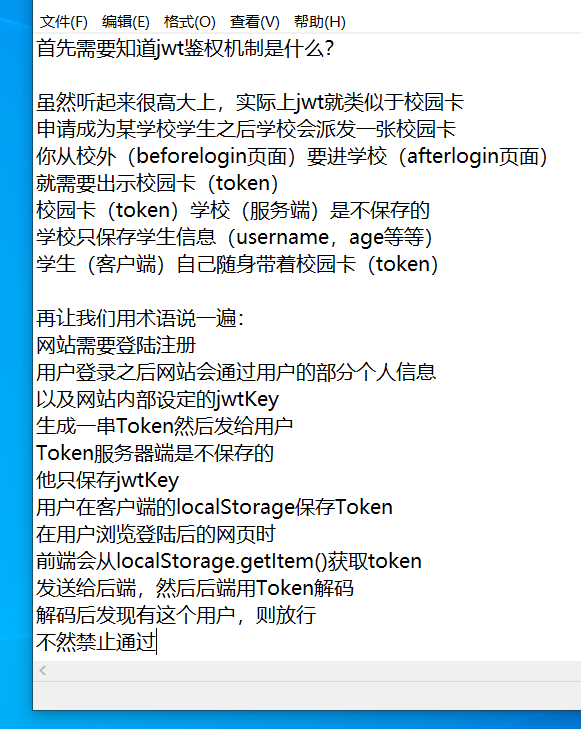 文件(F) 编辑(E) 格式(O) 查看(V) 帮助(H)
首先需要知道jwt鉴权机制是什么?
虽然听起来很高大上，实际上jwt就类似于校园卡
申请成为某学校学生之后学校会派发一张校园卡
你从校外（beforelogin页面）要进学校（afterlogin页面）
就需要出示校园卡（token）
校园卡（token）学校（服务端）是不保存的
学校只保存学生信息（username，age等等）
学生（客户端）自己随身带着校园卡（token）
再让我们用术语说一遍：
网站需要登陆注册
用户登录之后网站会通过用户的部分个人信息
以及网站内部设定的jwtKey
生成一串Token然后发给用户
Token服务器端是不保存的
他只保存jwtKey
用户在客户端的localStorage保存Token
在用户浏览登陆后的网页时
前端会从localStorage.getItem()获取token
发送给后端，然后后端用Token解码
解码后发现有这个用户，则放行
不然禁止通过